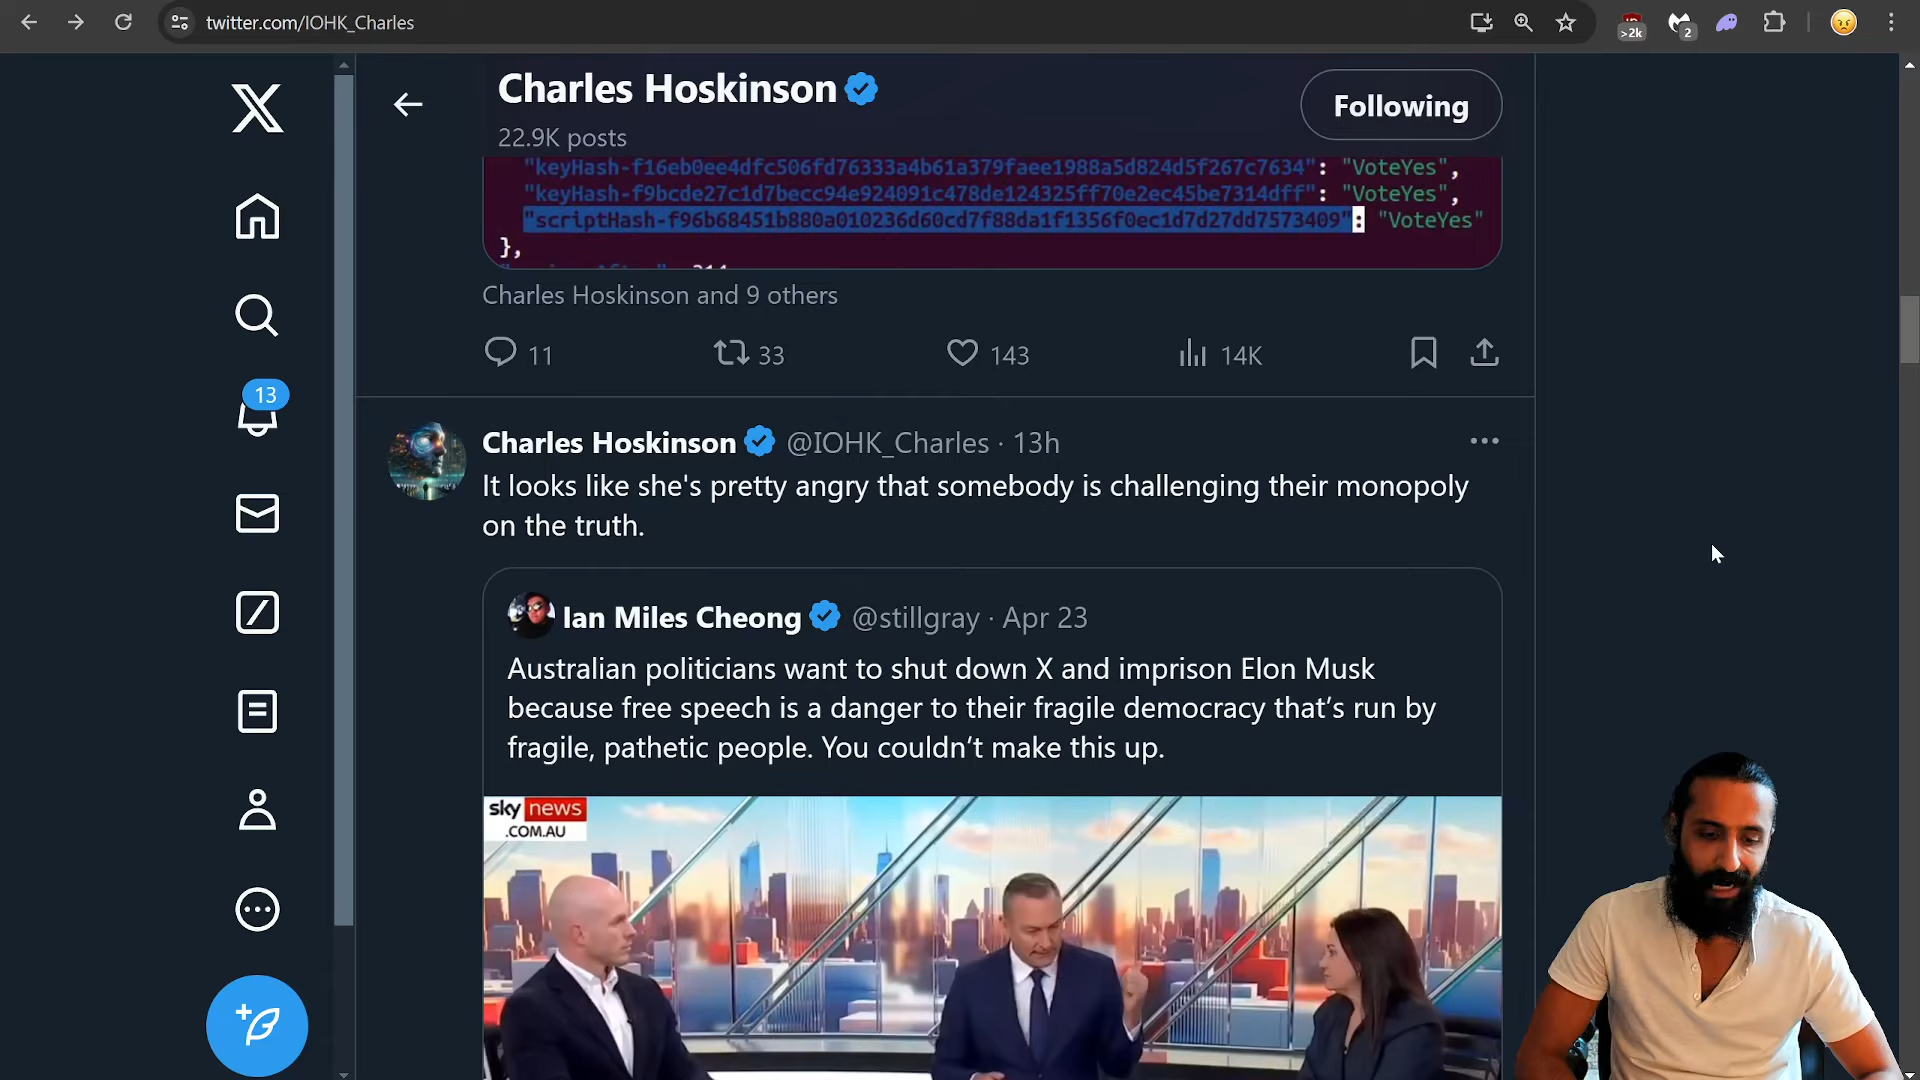 twitter.com/IOHK_Charles
>2k
2
Charles Hoskinson
22.9K posts
Following
"keyHash-f16eb0ee4dfc506fd76333a4b61a379faee1988a5d824d5f267c7634": "VoteYes",
"keyHash-f9bcde27c1d7becc94e924091c478de124325ff70e2ec45be7314dff": "VoteYes",
"scriptHash-f96b68451b880a010236d60cd7f88da1f1356f0ec1d7d27dd7573409": "VoteYes"
},
Charles Hoskinson and 9 others
11
33
143
14K
13
Charles Hoskinson @IOHK_Charles · 13h
It looks like she's pretty angry that somebody is challenging their monopoly
on the truth.
Ian Miles Cheong @stillgray · Apr 23
Australian politicians want to shut down X and imprison Elon Musk
because free speech is a danger to their fragile democracy that's run by
fragile, pathetic people. You couldn't make this up.
sky news
.COM.AU